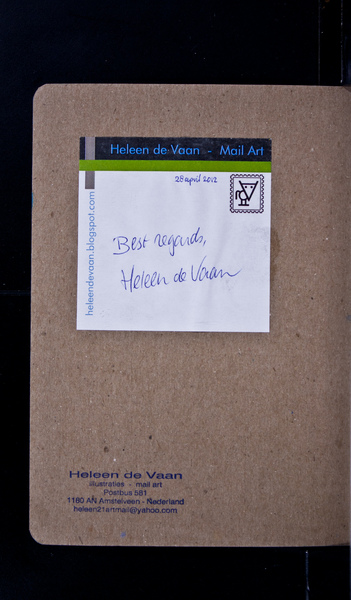 Heleen de Vaan - Mail Art
28 april 2012
heleendevaan.blogspot.com
Best regards,
Heleen de Vaan
Heleen de Vaan
illustraties - mail art
Postbus 581
1180 AN Amstelveen - Nederland
heleen21artmail@yahoo.com